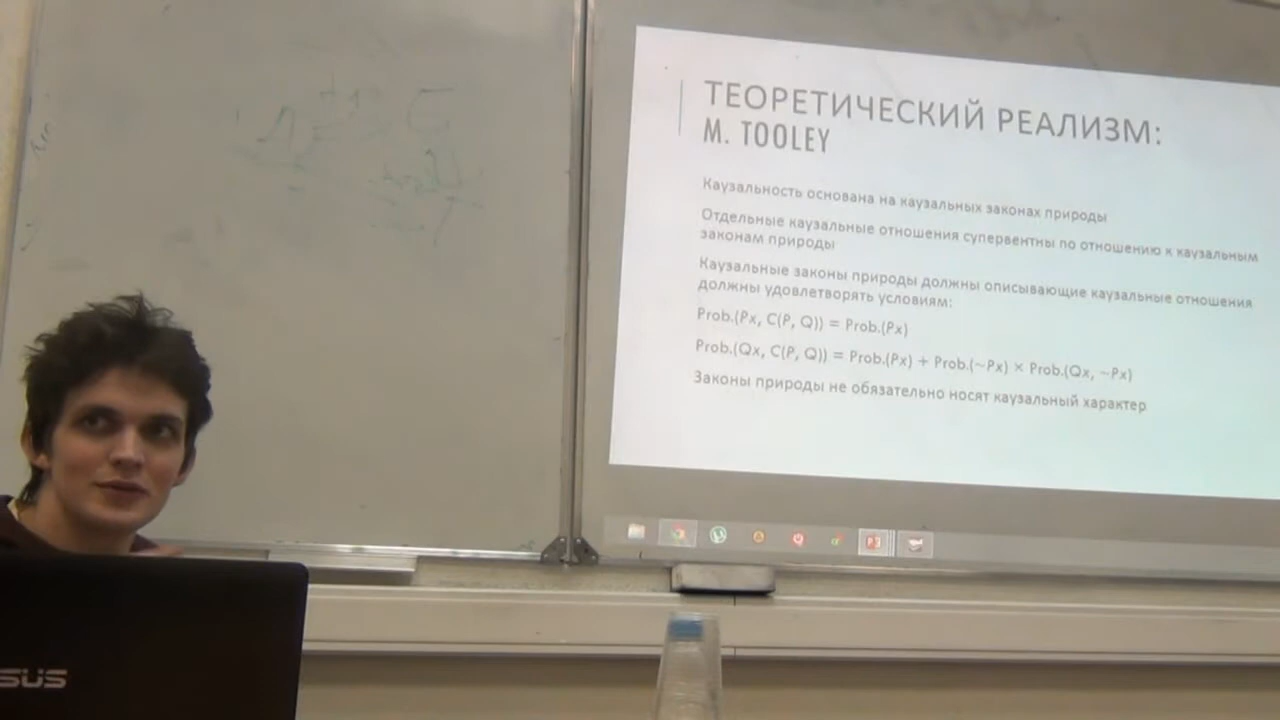 ТЕОРЕТИЧЕСКИЙ РЕАЛИЗМ:
M. TOOLEY
Каузальность основана на каузальных законах природы
Отдельные каузальные отношения супервентны по отношению к каузальным
законам природы
Каузальные законы природы должны описывающие каузальные отношения
должны удовлетворять условиям:
Prob.(Px, C(P, Q)) = Prob.(Px)
Prob.(Qx, C(P, Q)) = Prob.(Px) + Prob.(~Px) × Prob.(Qx, ~Px)
Законы природы не обязательно носят каузальный характер
SUS